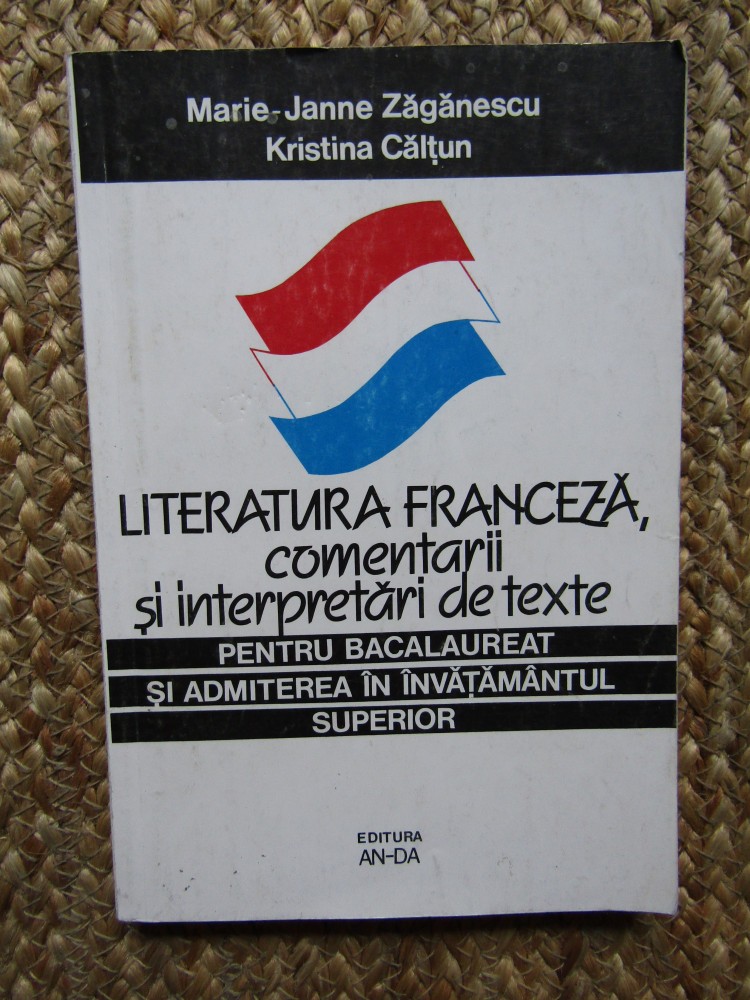 Marie-Janne Zăgănescu
Kristina Călțun
LITERATURA FRANCEZĂ,
comentarii
și interpretări de texte
PENTRU BACALAUREAT
ȘI ADMITEREA ÎN ÎNVĂȚĂMÂNTUL
SUPERIOR
EDITURA
AN-DA